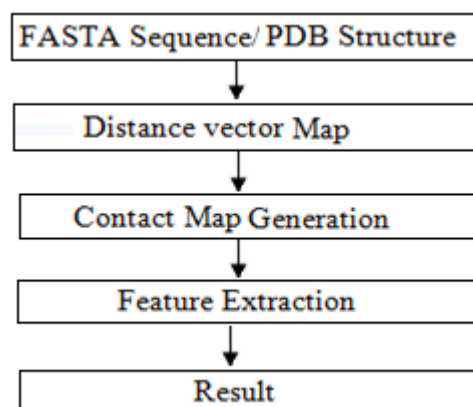 FASTA Sequence/ PDB Structure
Distance vector Map
Contact Map Generation
Feature Extraction
Result